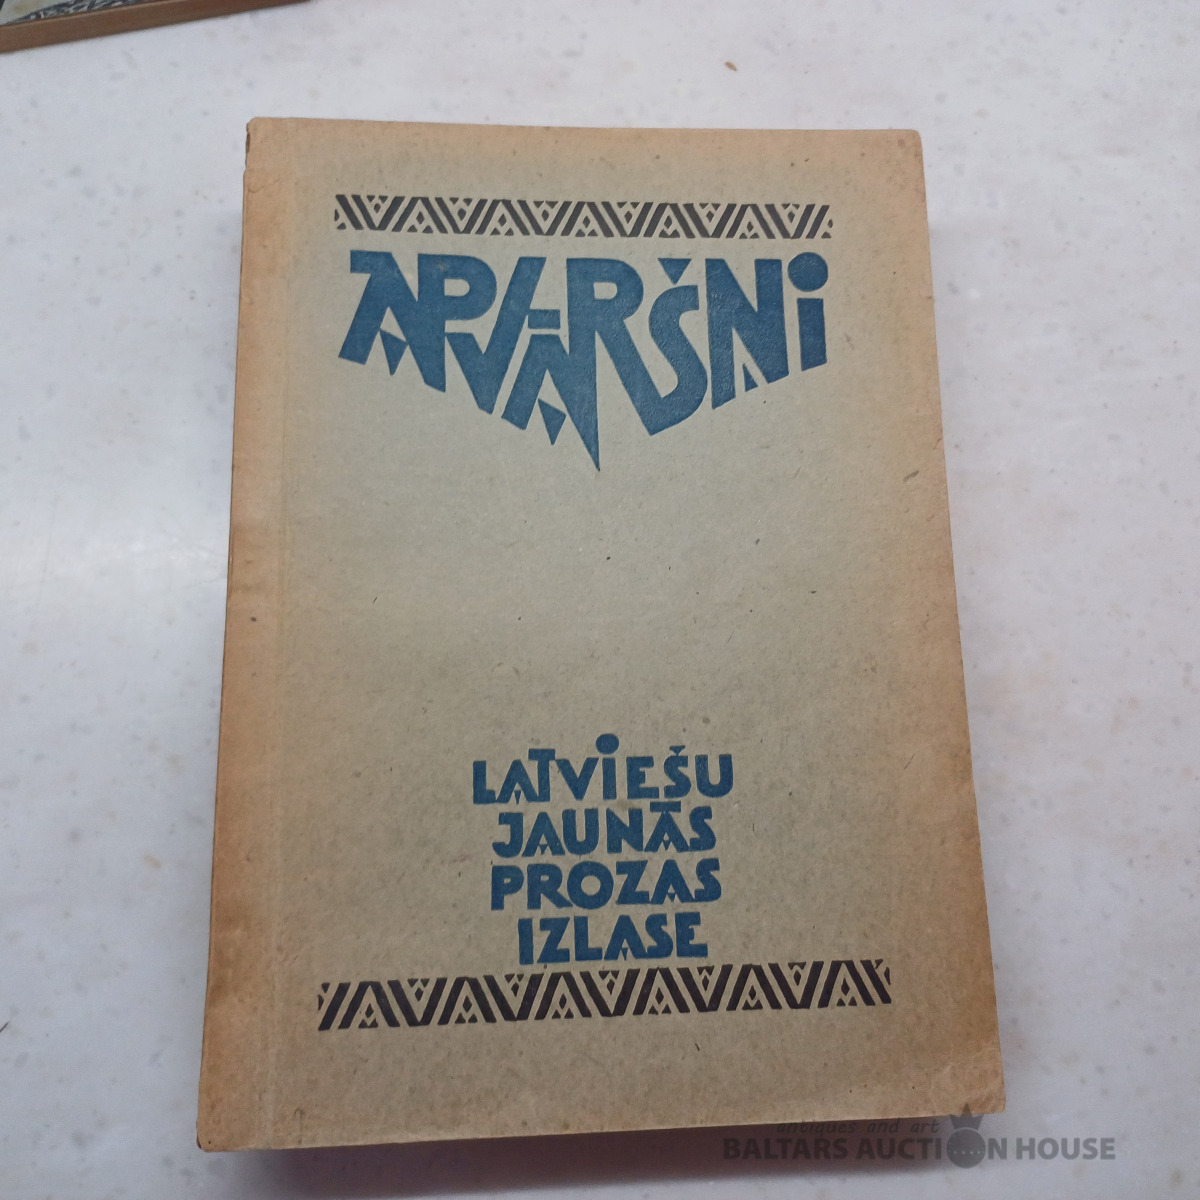 APVĀRŠNi
LATViEŠU
JAUNĀS
PROZAS
IZLASE
antiques and art
BALTARS AUCTION HOUSE